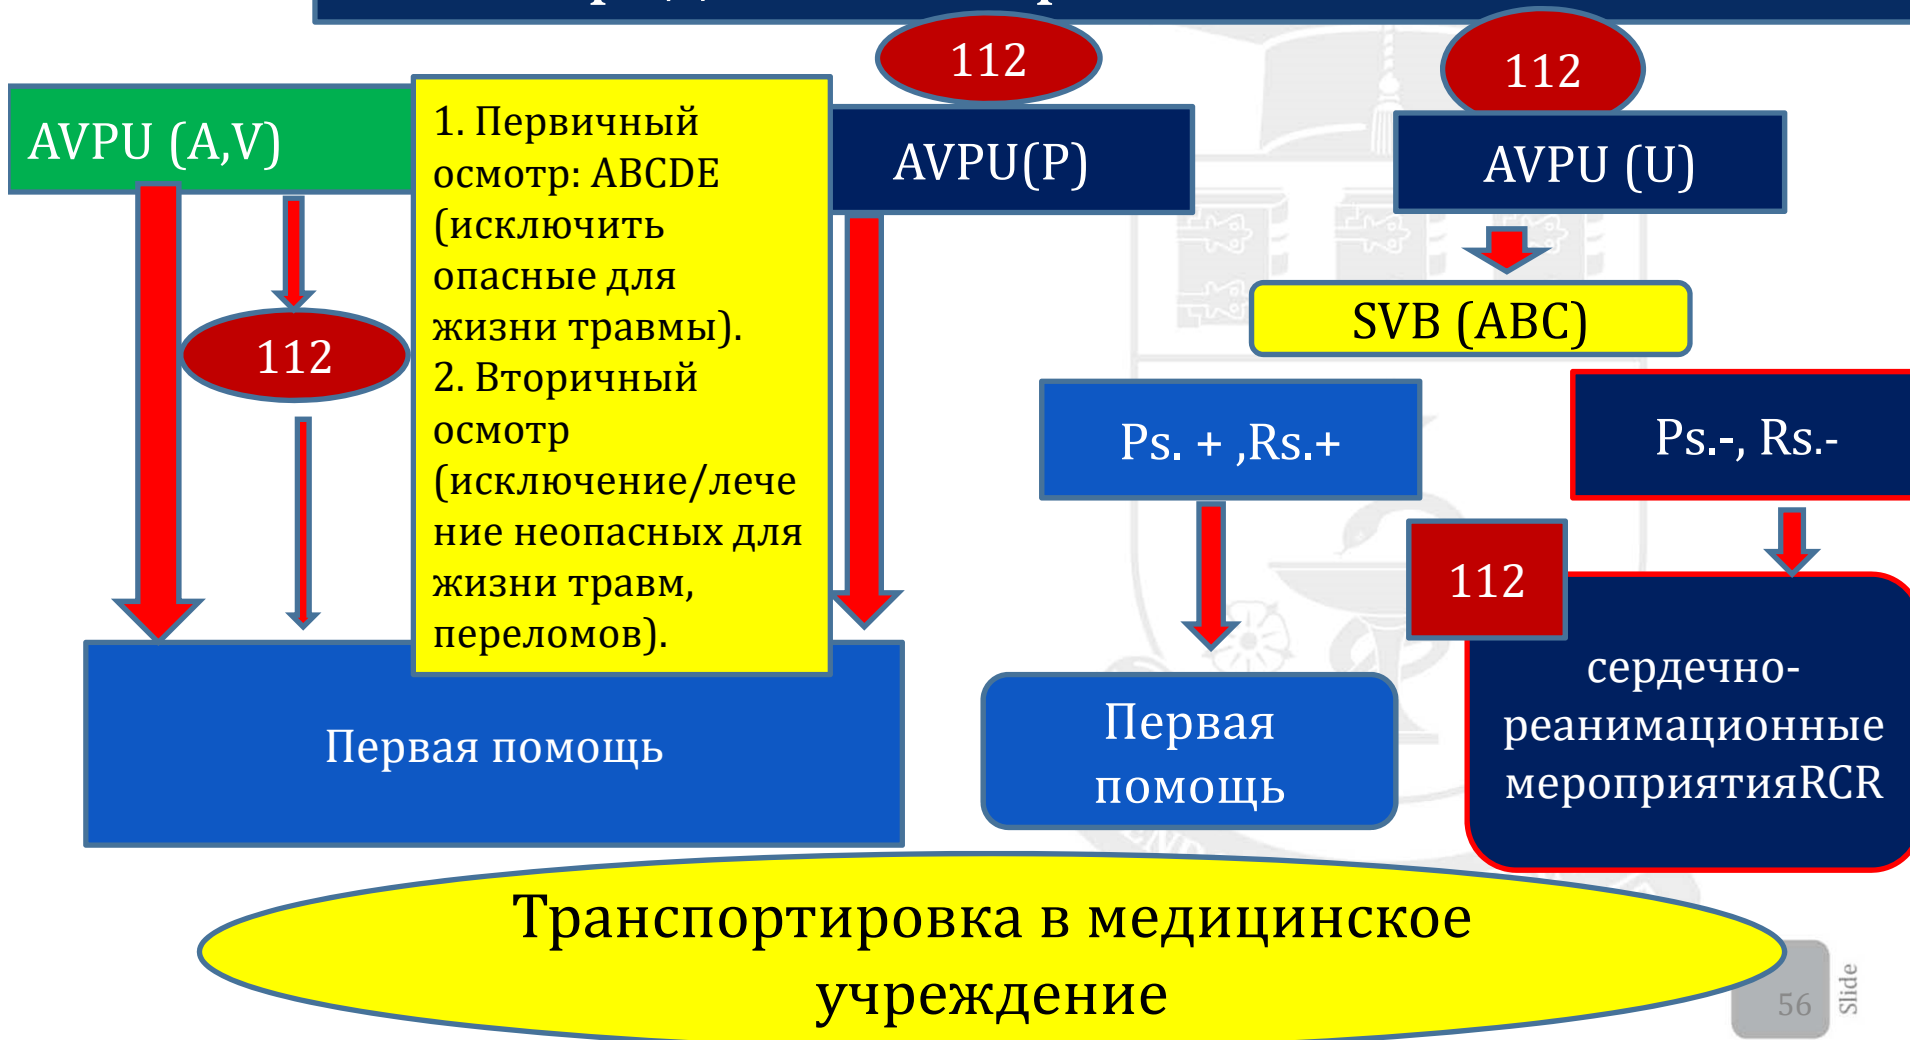 112
112
AVPU (A,V)
1. Первичный
осмотр: ABCDE
(исключить
опасные для
жизни травмы).
2. Вторичный
осмотр
(исключение/лече
ние неопасных для
жизни травм,
переломов).
AVPU(P)
AVPU (U)
SVB (ABC)
112
Ps. + ,Rs.+
Ps.-, Rs.-
112
Первая помощь
Первая
помощь
сердечно-
реанимационные
мероприятияRCR
Транспортировка в медицинское
учреждение
56
Slide